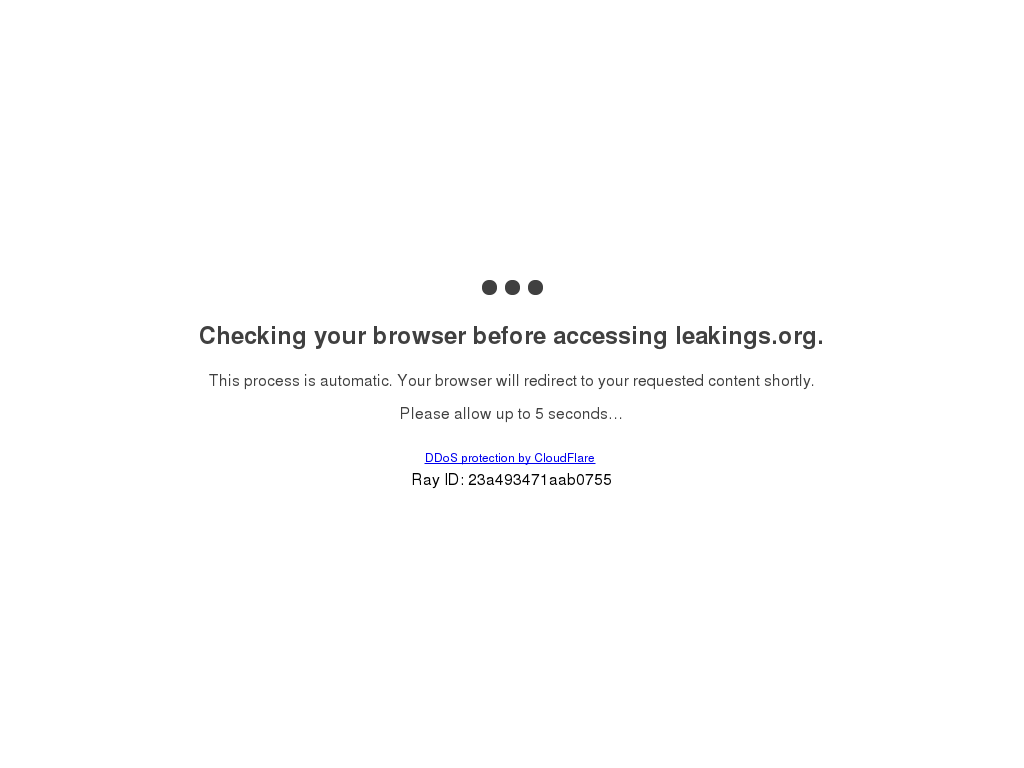 Checking your browser before accessing leakings.org.
This process is automatic. Your browser will redirect to your requested content shortly.
Please allow up to 5 seconds...
DDoS protection by CloudFlare
Ray ID: 23a493471aab0755